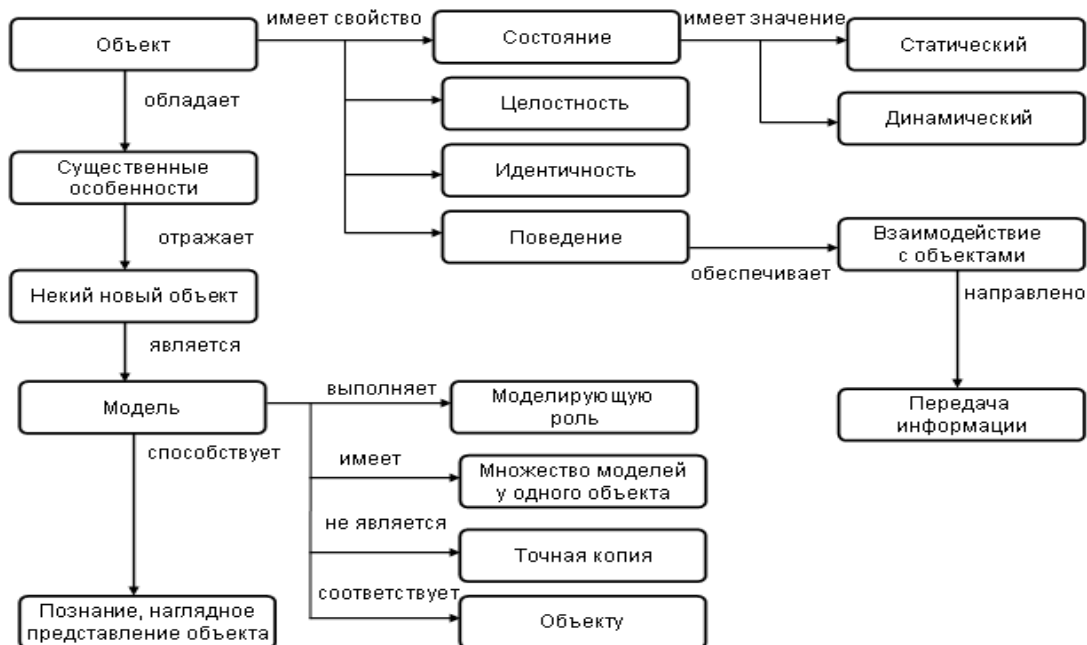 имеет свойство
имеет значение
Объект
Состояние
Статический
обладает
Целостность
Динамический
Существенные
особенности
Идентичность
отражает
Поведение
Взаимодействие
с объектами
обеспечивает
Некий новый объект
направлено
является
Модель
выполняет
Моделирующую
роль
Передача
информации
способствует
имеет
Множество моделей
у одного объекта
не является
Точная копия
соответствует
Познание, наглядное
представление объекта
Объекту